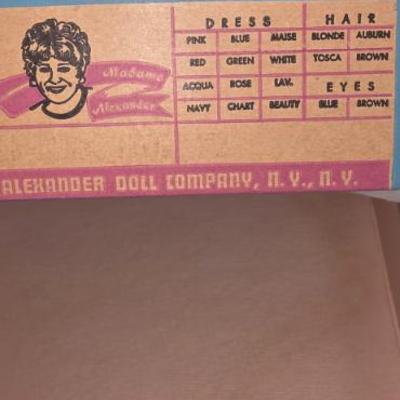 Madame
Alexander
DRESS HAIR
PINK BLUE MAISE BLONDE AUBURN
RED GREEN WHITE TOSCA BROWN
ACQUA ROSE LAV. EYES
NAVY CHART BEAUTY BLUE BROWN
ALEXANDER DOLL COMPANY, N.Y., N.Y.